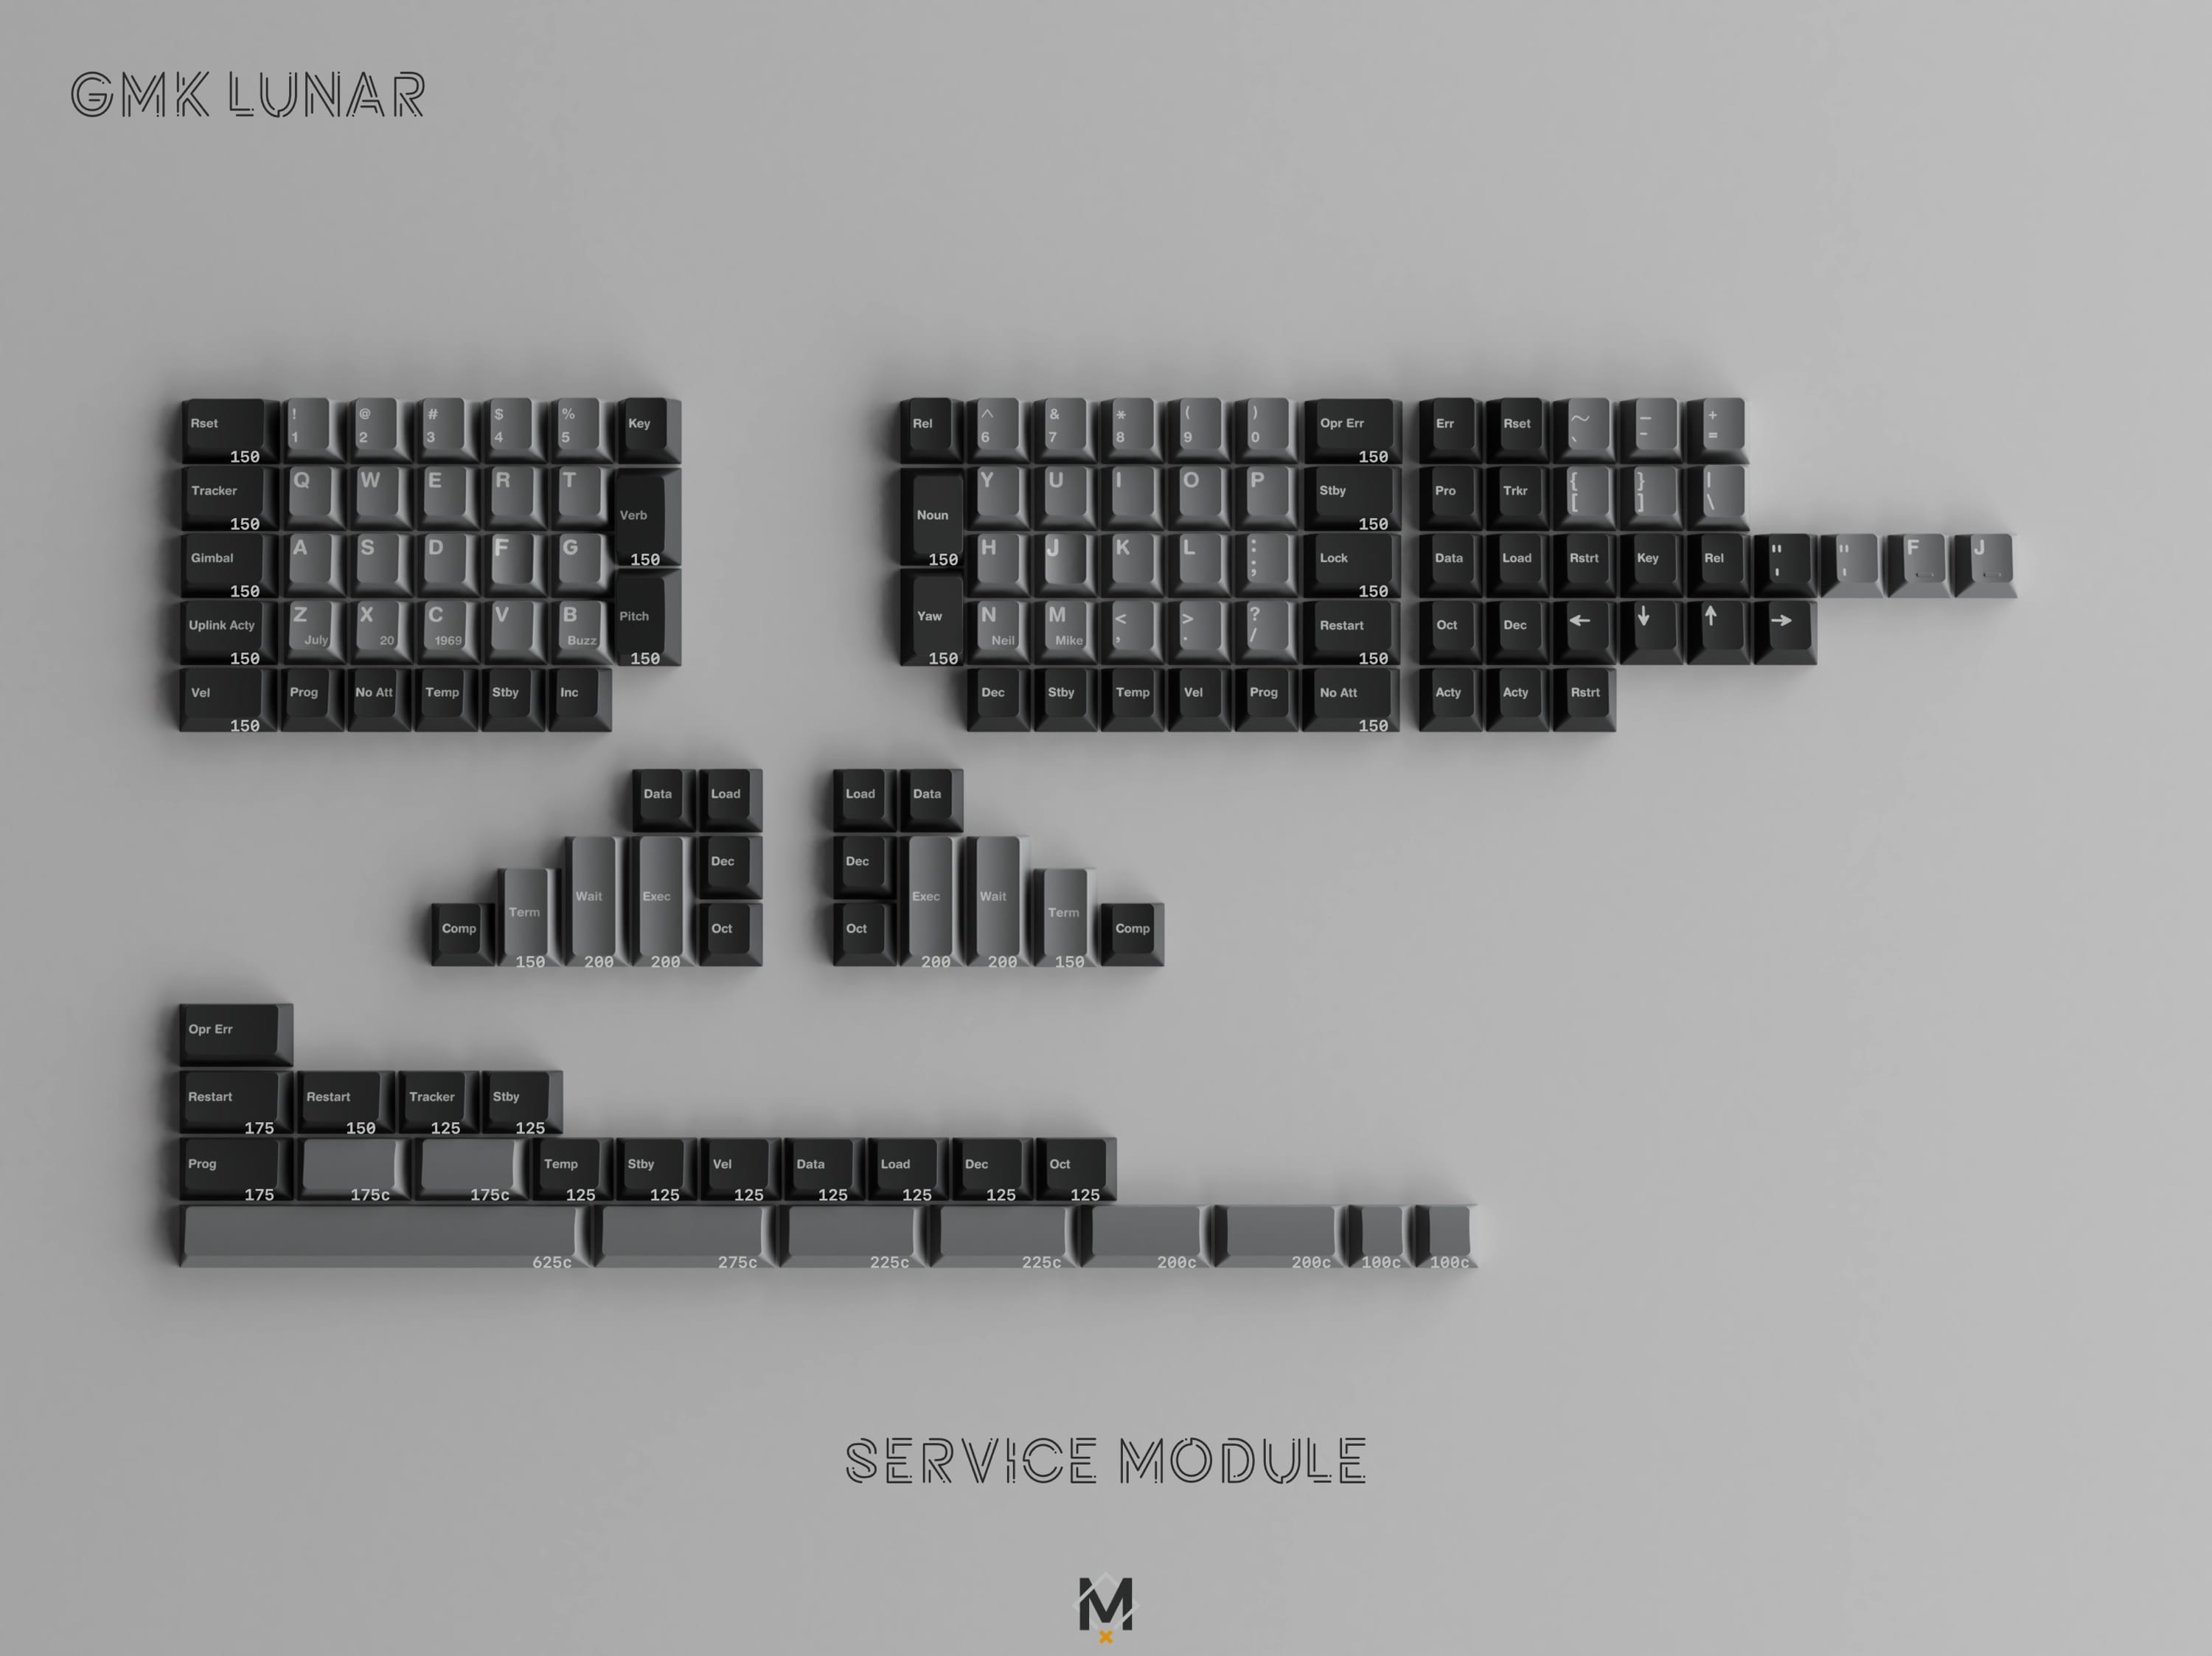 GMK LUNAR
Rset 150 ! 1 @ 2 # 3 $ 4 % 5 Key
Rel ^ 6 & 7 * 8 ( 9 ) 0 Opr Err 150 Err Rset ~ ` _ - + =
Tracker 150 Q W E R T Verb 150
Noun 150 Y U I O P Stby 150 Pro Trkr { [ } ] | \
Gimbal 150 A S D F G
H J K L : ; Lock 150 Data Load Rstrt Key Rel " ' " ' F J
Uplink Acty 150 Z July X 20 C 1969 V B Buzz Pitch 150
Yaw 150 N Neil M Mike < , > . ? / Restart 150 Oct Dec ← ↓ ↑ →
Vel 150 Prog No Att Temp Stby Inc
Dec Stby Temp Vel Prog No Att 150 Acty Acty Rstrt
Data Load
Load Data
Comp Term 150 Wait 200 Exec 200 Dec Oct
Dec Oct Exec 200 Wait 200 Term 150 Comp
Opr Err
Restart 175 Restart 150 Tracker 125 Stby 125
Prog 175 175c 175c Temp 125 Stby 125 Vel 125 Data 125 Load 125 Dec 125 Oct 125
625c 275c 225c 225c 200c 200c 100c 100c
SERVICE MODULE
M